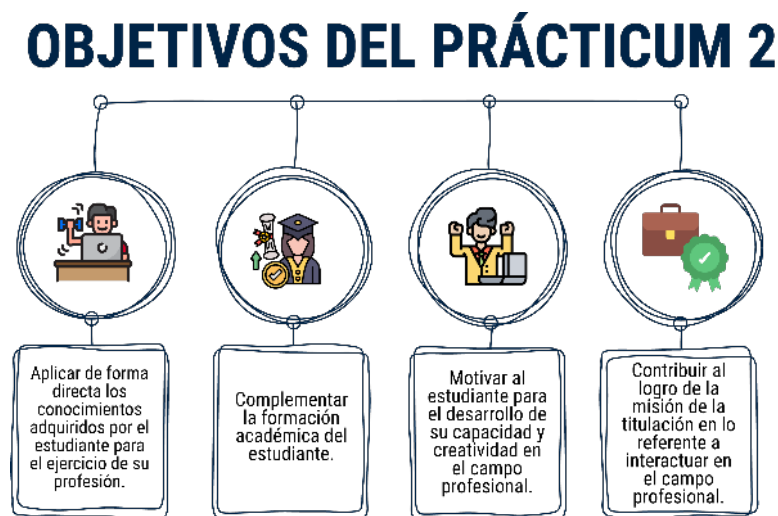 OBJETIVOS DEL PRÁCTICUM 2
Aplicar de forma
directa los
conocimientos
adquiridos por el
estudiante para
el ejercicio de su
profesión.
Complementar
la formación
académica del
estudiante.
Motivar al
estudiante para
el desarrollo de
su capacidad y
creatividad en
el campo
profesional.
Contribuir al
logro de la
misión de la
titulación en lo
referente a
interactuar en
el campo
profesional.